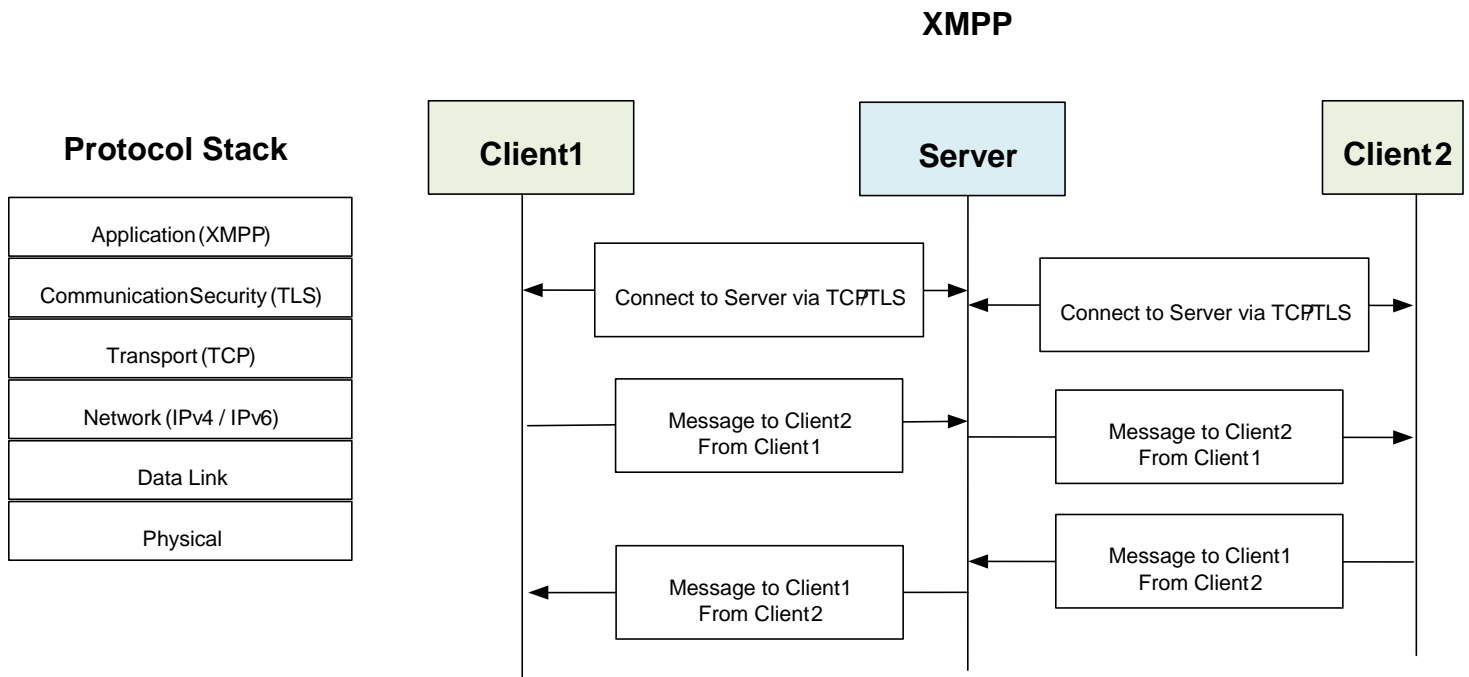 XMPP
Protocol Stack
Application (XMPP)
Communication Security (TLS)
Transport (TCP)
Network (IPv4 / IPv6)
Data Link
Physical
Client1
Server
Client2
Connect to Server via TCP/TLS
Connect to Server via TCP/TLS
Message to Client2
From Client1
Message to Client2
From Client1
Message to Client1
From Client2
Message to Client1
From Client2